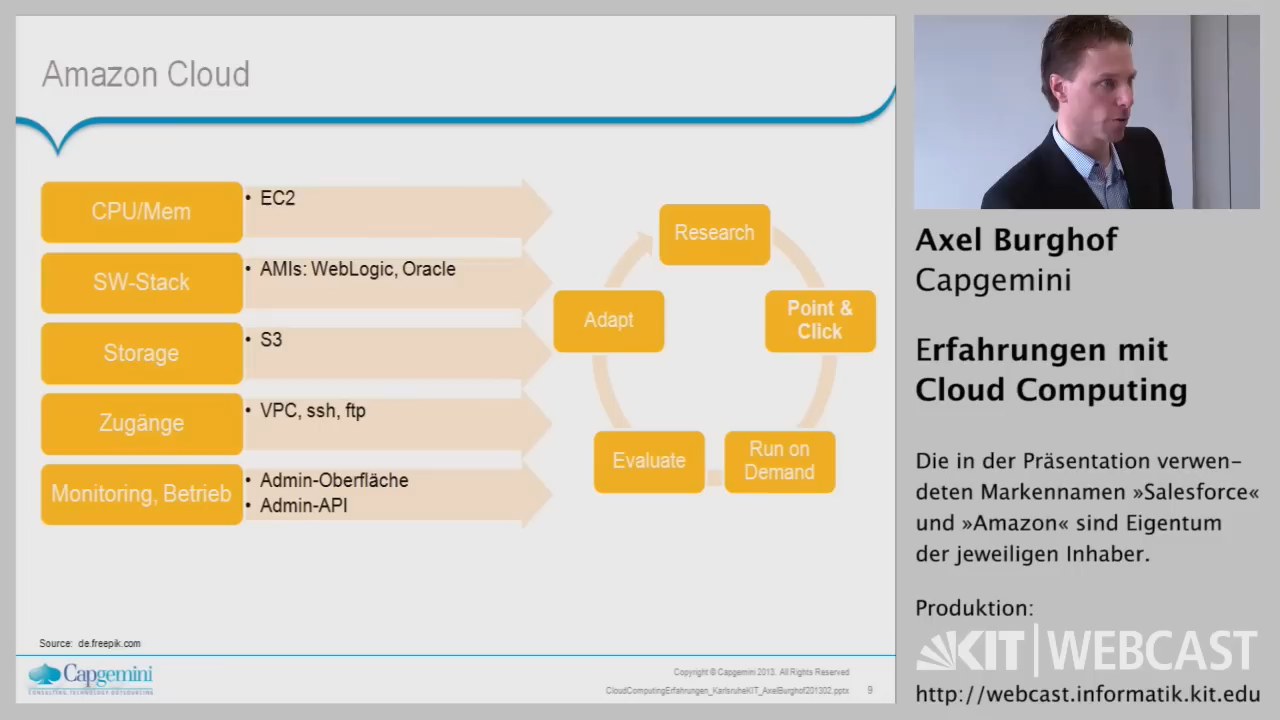 Amazon Cloud
CPU/Mem
• EC2
SW-Stack
• AMIs: WebLogic, Oracle
Storage
• S3
Zugänge
• VPC, ssh, ftp
Monitoring, Betrieb
• Admin-Oberfläche
• Admin-API
Research
Point &
Click
Run on
Demand
Evaluate
Adapt
Source: de.freepik.com
Capgemini
CONSULTING. TECHNOLOGY. OUTSOURCING
Copyright © Capgemini 2013. All Rights Reserved
CloudComputingErfahrungen_KarlsruheKIT_AxelBurghof201302.pptx
9
Axel Burghof
Capgemini
Erfahrungen mit
Cloud Computing
Die in der Präsentation verwen-
deten Markennamen »Salesforce«
und »Amazon« sind Eigentum
der jeweiligen Inhaber.
Produktion:
KIT|WEBCAST
http://webcast.informatik.kit.edu